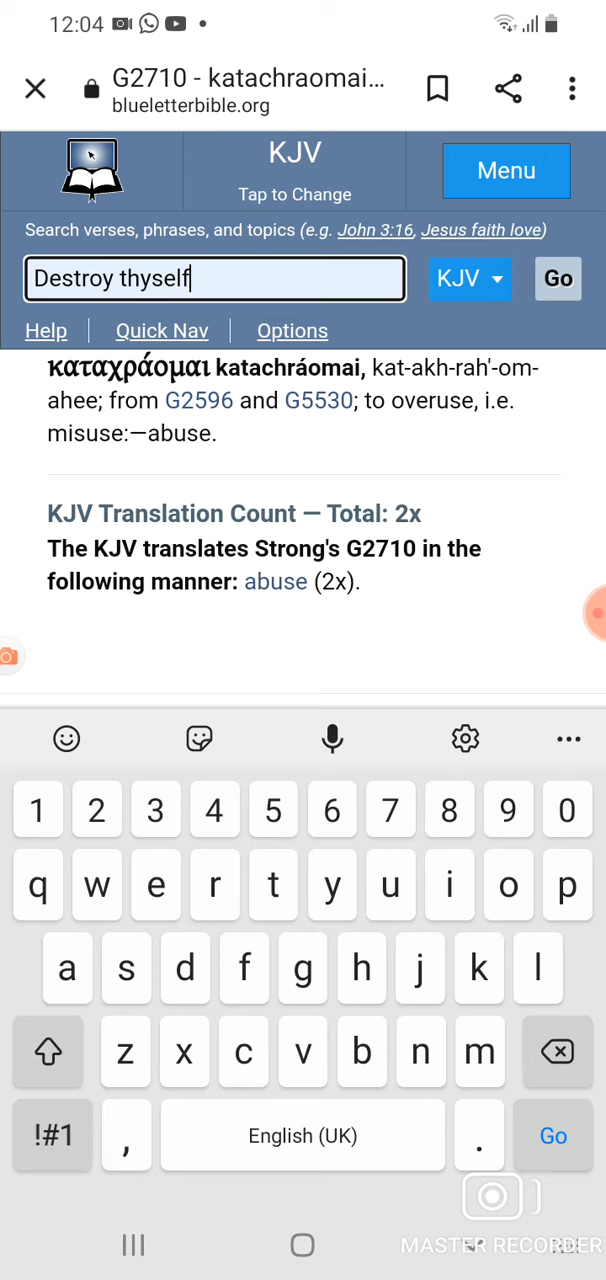 12:04
G2710 - katachraomai...
blueletterbible.org
KJV
Tap to Change
Menu
Search verses, phrases, and topics (e.g. John 3:16, Jesus faith love)
Destroy thyself
KJV
Go
Help
Quick Nav
Options
καταχράομαι katachráomai, kat-akh-rah'-om-
ahee; from G2596 and G5530; to overuse, i.e.
misuse:—abuse.
KJV Translation Count — Total: 2x
The KJV translates Strong's G2710 in the
following manner: abuse (2x).
1 2 3 4 5 6 7 8 9 0
q w e r t y u i o p
a s d f g h j k l
z x c v b n m
!#1 , English (UK) . Go
MASTER RECORDER